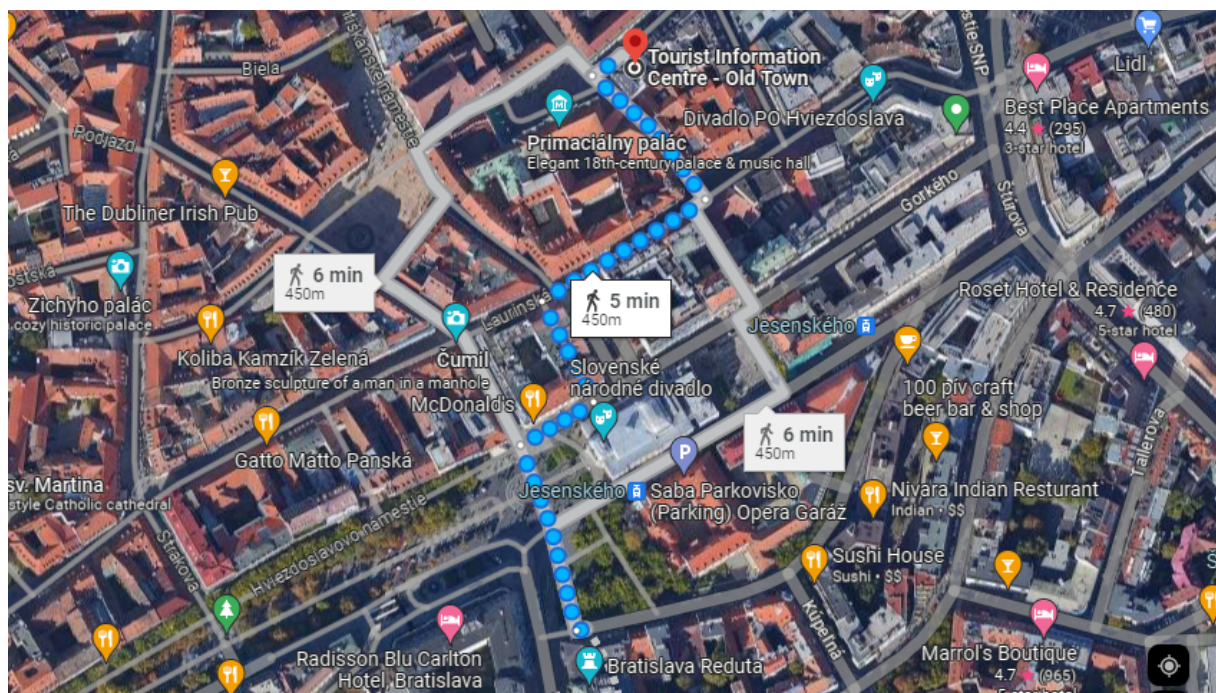 Biela
Tourist Information
Centre - Old Town
Lidl
Best Place Apartments
4.4 ★ (295)
3-star hotel
Divadlo PO Hviezdoslava
Primaciálny palác
Elegant 18th-century palace & music hall
Podjazd
The Dubliner Irish Pub
Gorkého
Štúrova
6 min
450m
5 min
450m
Zichyho palác
cozy historic palace
Laurinská
Roset Hotel & Residence
4.7 ★ (480)
5-star hotel
Jesenského
Koliba Kamzík Zelená
Čumil
Bronze sculpture of a man in a manhole
Slovenské
národné divadlo
McDonald's
100 pív craft
beer bar & shop
6 min
450m
Gatto Matto Panská
Tallerova
sv. Martina
style Catholic cathedral
Jesenského
Saba Parkovisko
(Parking) Opera Garáž
P
Nivara Indian Resturant
Indian • $$
Strakova
Hviezdoslavovo námestie
Sushi House
Sushi • $$
Kúpeľná
Radisson Blu Carlton
Hotel, Bratislava
Bratislava Reduta
Marrol's Boutique
4.7 ★ (965)